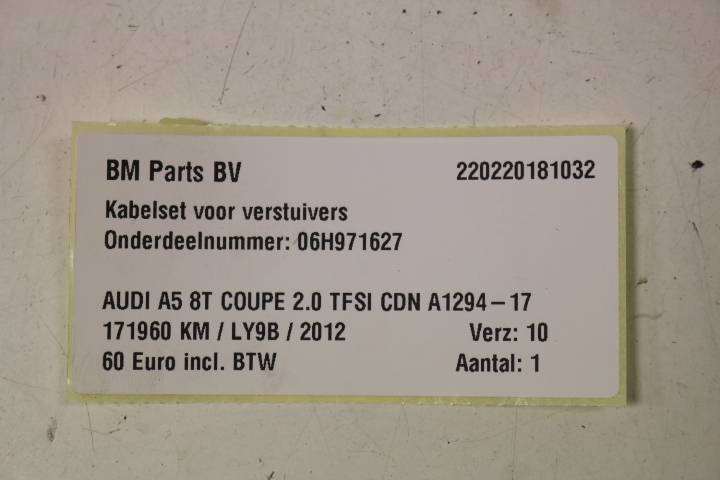 BM Parts BV 220220181032
Kabelset voor verstuivers
Onderdeelnummer: 06H971627
AUDI A5 8T COUPE 2.0 TFSI CDN A1294-17
171960 KM / LY9B / 2012 Verz: 10
60 Euro incl. BTW Aantal: 1